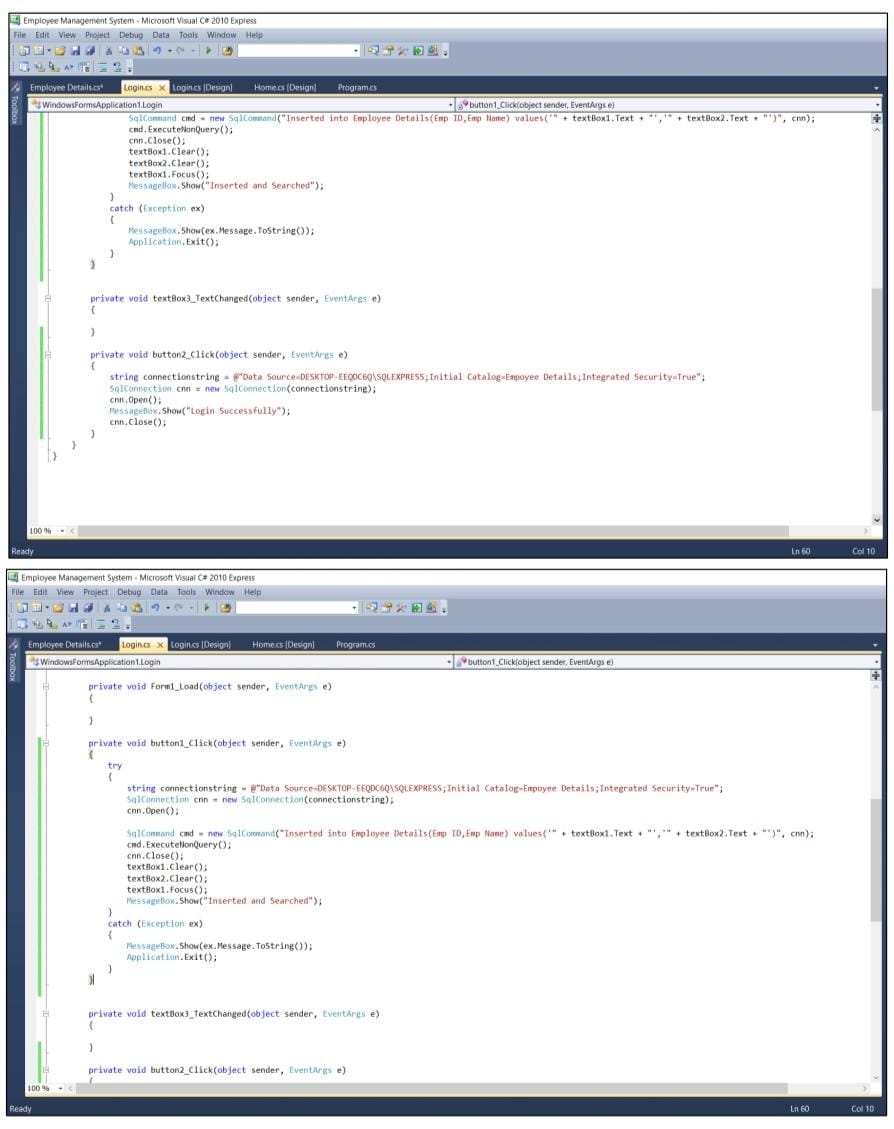 Employee Management System - Microsoft Visual C# 2010 Express
File Edit View Project Debug Data Tools Window Help
Employee Details.cs* Login.cs × Login.cs [Design] Home.cs [Design] Program.cs
Toolbox
WindowsFormsApplication1.Login button1_Click(object sender, EventArgs e)
SqlCommand cmd = new SqlCommand("Inserted into Employee Details(Emp ID,Emp Name) values('" + textBox1.Text + "','" + textBox2.Text + "')", cnn);
cmd.ExecuteNonQuery();
cnn.Close();
textBox1.Clear();
textBox2.Clear();
textBox1.Focus();
MessageBox.Show("Inserted and Searched");
}
catch (Exception ex)
{
MessageBox.Show(ex.Message.ToString());
Application.Exit();
}
}
private void textBox3_TextChanged(object sender, EventArgs e)
{
}
private void button2_Click(object sender, EventArgs e)
{
string connectionstring = @"Data Source=DESKTOP-EEQDC6Q\SQLEXPRESS;Initial Catalog=Empoyee Details;Integrated Security=True";
SqlConnection cnn = new SqlConnection(connectionstring);
cnn.Open();
MessageBox.Show("Login Successfully");
cnn.Close();
}
}
}
100 %
Ready Ln 60 Col 10
Employee Management System - Microsoft Visual C# 2010 Express
File Edit View Project Debug Data Tools Window Help
Employee Details.cs* Login.cs × Login.cs [Design] Home.cs [Design] Program.cs
Toolbox
WindowsFormsApplication1.Login button1_Click(object sender, EventArgs e)
private void Form1_Load(object sender, EventArgs e)
{
}
private void button1_Click(object sender, EventArgs e)
{
try
{
string connectionstring = @"Data Source=DESKTOP-EEQDC6Q\SQLEXPRESS;Initial Catalog=Empoyee Details;Integrated Security=True";
SqlConnection cnn = new SqlConnection(connectionstring);
cnn.Open();
SqlCommand cmd = new SqlCommand("Inserted into Employee Details(Emp ID,Emp Name) values('" + textBox1.Text + "','" + textBox2.Text + "')", cnn);
cmd.ExecuteNonQuery();
cnn.Close();
textBox1.Clear();
textBox2.Clear();
textBox1.Focus();
MessageBox.Show("Inserted and Searched");
}
catch (Exception ex)
{
MessageBox.Show(ex.Message.ToString());
Application.Exit();
}
}
private void textBox3_TextChanged(object sender, EventArgs e)
{
}
private void button2_Click(object sender, EventArgs e)
{
100 %
Ready Ln 60 Col 10